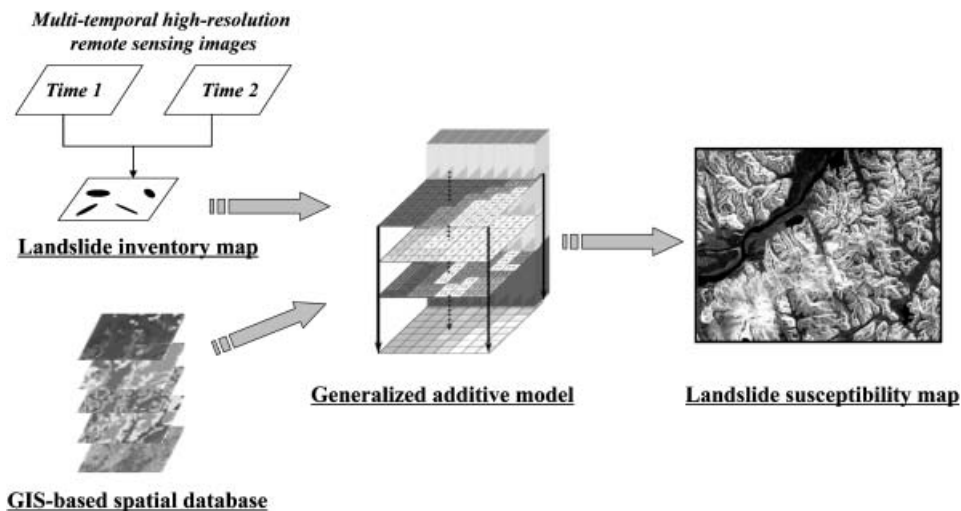 Multi-temporal high-resolution
remote sensing images
Time 1
Time 2
Landslide inventory map
Generalized additive model
Landslide susceptibility map
GIS-based spatial database